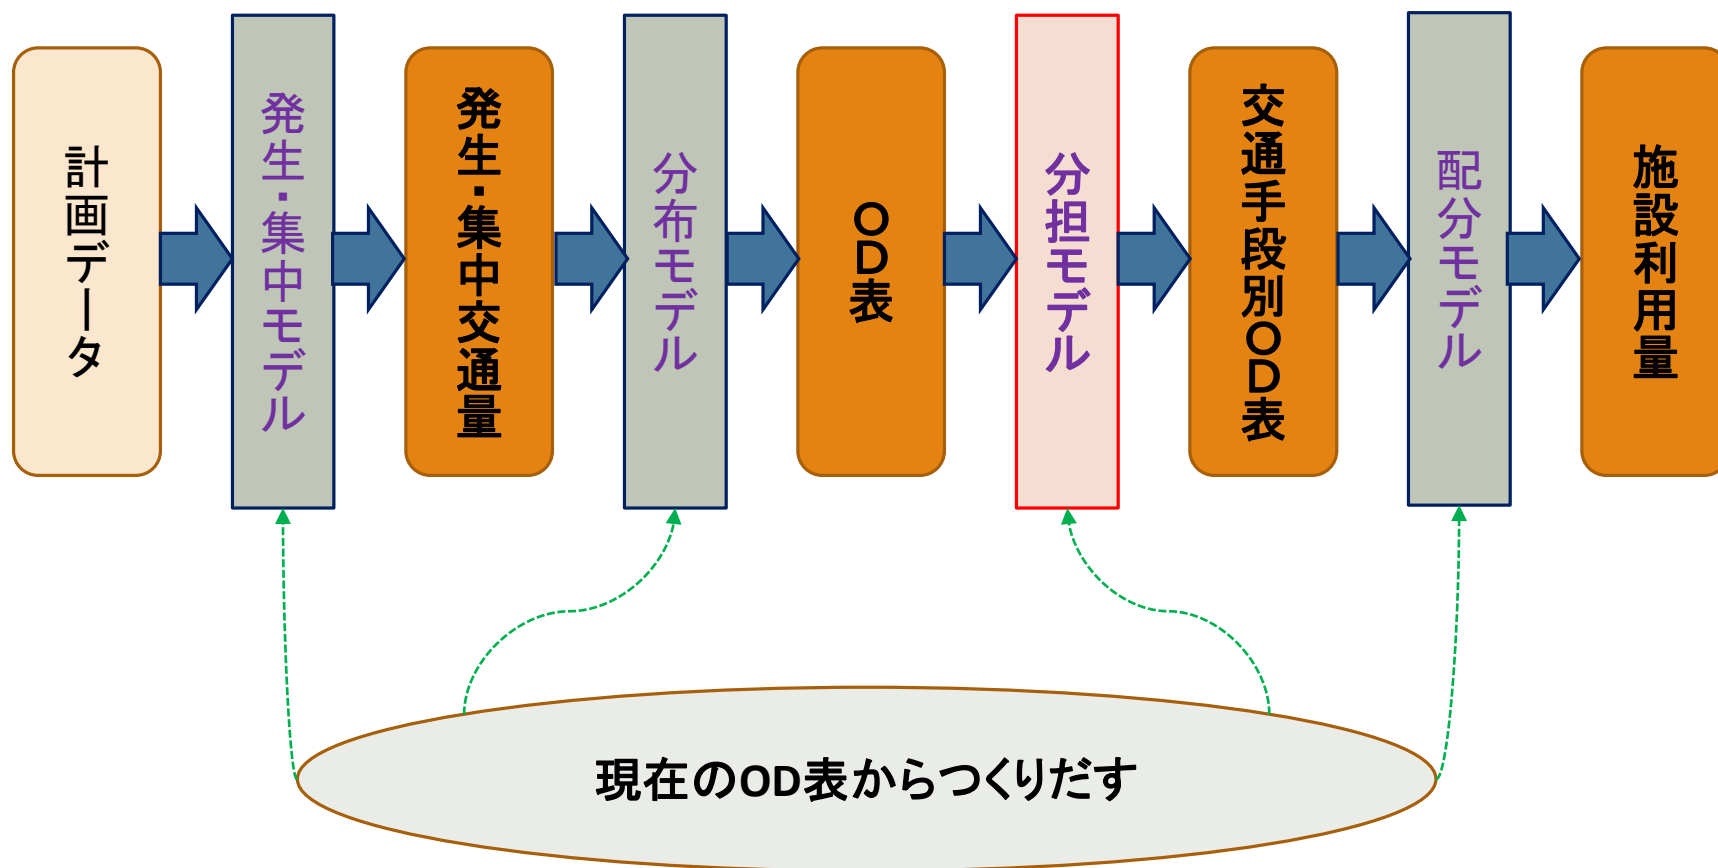 計画データ
発生・集中モデル
発生・集中交通量
分布モデル
ＯＤ表
分担モデル
交通手段別ＯＤ表
配分モデル
施設利用量
現在のOD表からつくりだす